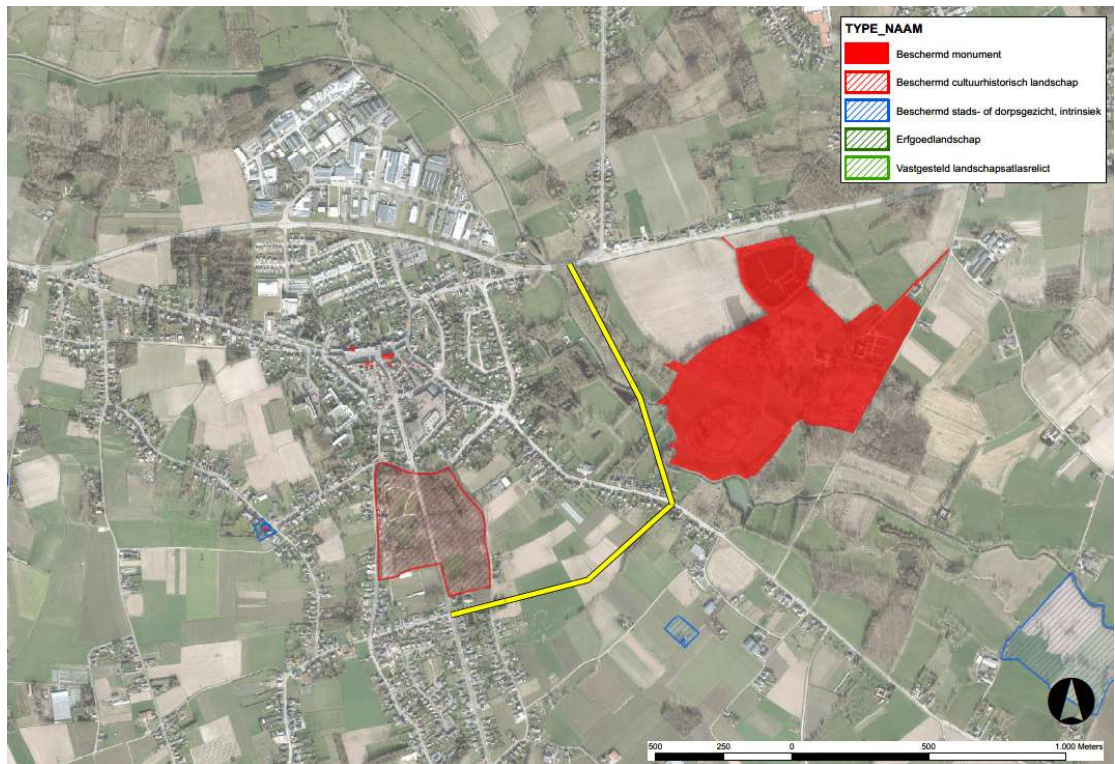 TYPE_NAAM
Beschermd monument
Beschermd cultuurhistorisch landschap
Beschermd stads- of dorpsgezicht, intrinsiek
Erfgoedlandschap
Vastgesteld landschapsatlasrelict
500 250 0 500 1.000 Meters